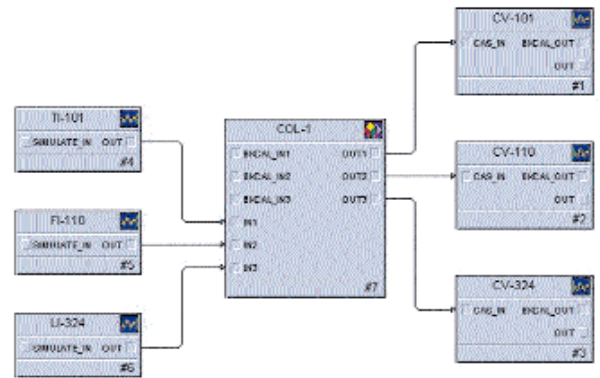 CV-101
CAS_IN BKCAL_OUT
OUT
#1
TI-101
SIMULATE_IN OUT
#4
COL-1
BKCAL_IN1 OUT1
BKCAL_IN2 OUT2
BKCAL_IN3 OUT3
IN1
IN2
IN3
#7
CV-110
CAS_IN BKCAL_OUT
OUT
#2
FI-110
SIMULATE_IN OUT
#5
CV-324
CAS_IN BKCAL_OUT
OUT
#3
LI-324
SIMULATE_IN OUT
#6